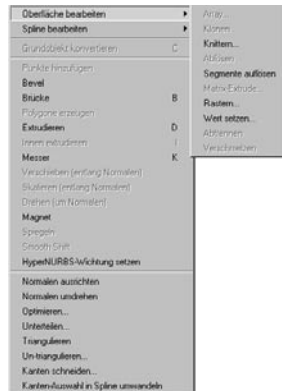 Oberfläche bearbeiten
Spline bearbeiten
Grundobjekt konvertieren C
Punkte hinzufügen
Bevel
Brücke B
Polygone erzeugen
Extrudieren D
Innen extrudieren I
Messer K
Verschieben (entlang Normalen)
Skalieren (entlang Normalen)
Drehen (um Normalen)
Magnet
Spiegeln
Smooth Shift
HyperNURBS-Wichtung setzen
Normalen ausrichten
Normalen umdrehen
Optimieren...
Unterteilen...
Triangulieren
Un-triangulieren...
Kanten schneiden...
Kanten-Auswahl in Spline umwandeln
Array...
Klonen...
Knittern...
Ablösen
Segmente auflösen
Matrix-Extrude...
Rastern...
Wert setzen...
Abtrennen
Verschmelzen